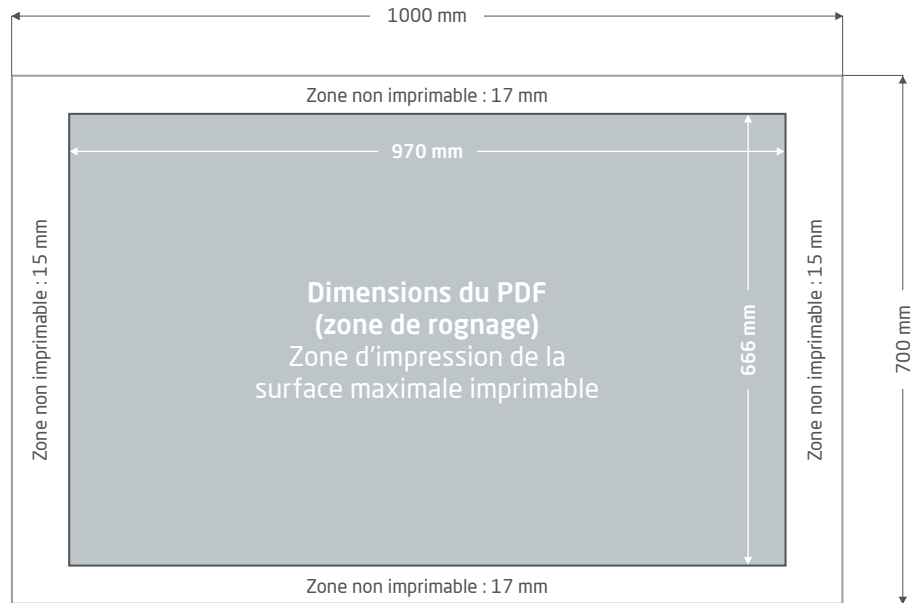 1000 mm
Zone non imprimable : 17 mm
970 mm
Zone non imprimable : 15 mm
Dimensions du PDF
(zone de rognage)
Zone d'impression de la
surface maximale imprimable
666 mm
Zone non imprimable : 15 mm
700 mm
Zone non imprimable : 17 mm